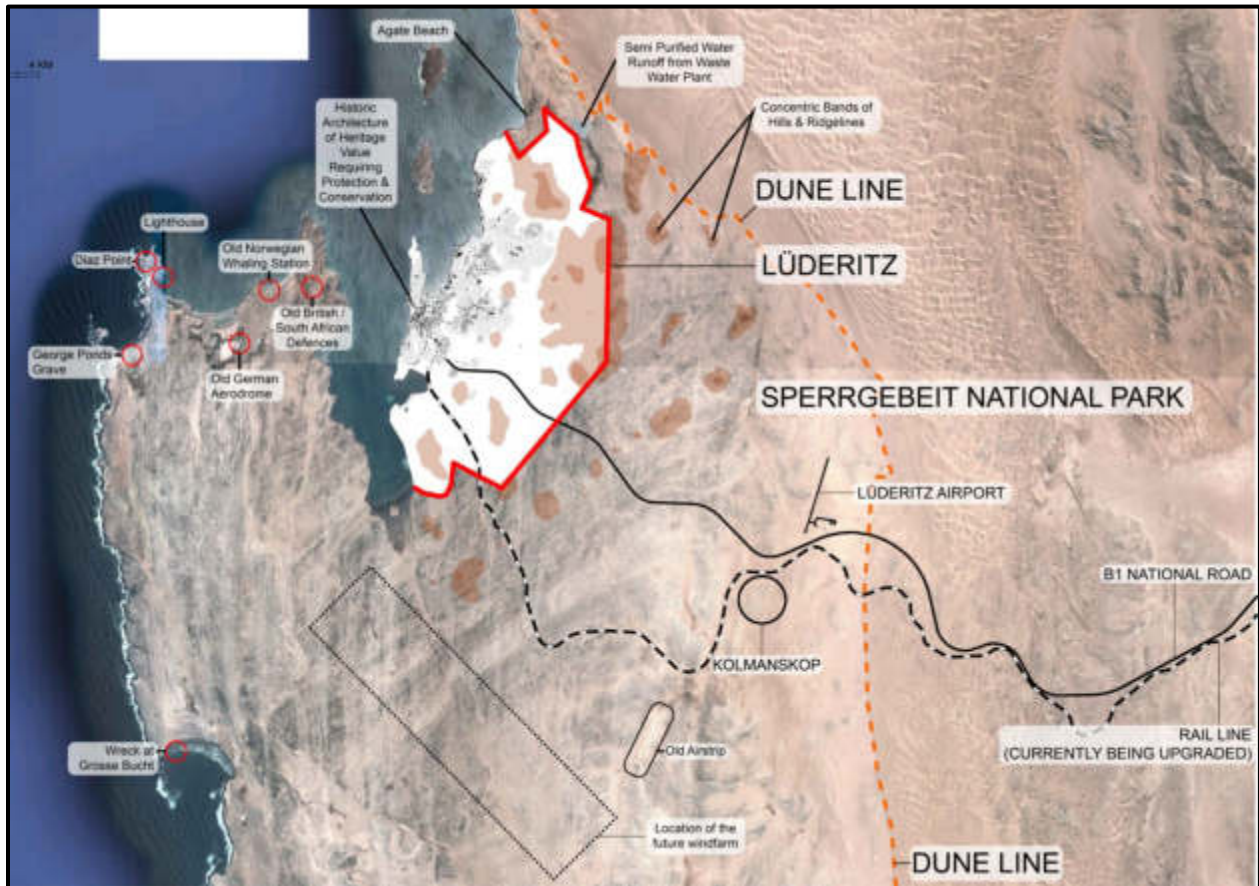 4 KM
Agate Beach
Semi Purified Water
Runoff from Waste
Water Plant
Historic
Architecture
of Heritage
Value
Requiring
Protection &
Conservation
Concentric Bands of
Hills & Ridgelines
DUNE LINE
Lighthouse
Diaz Point
Old Norwegian
Whaling Station
LÜDERITZ
Old British /
South African
Defences
George Ponds
Grave
Old German
Aerodrome
SPERRGEBEIT NATIONAL PARK
LÜDERITZ AIRPORT
B1 NATIONAL ROAD
KOLMANSKOP
RAIL LINE
(CURRENTLY BEING UPGRADED)
Wreck at
Grosse Bucht
Old Airstrip
Location of the
future windfarm
DUNE LINE